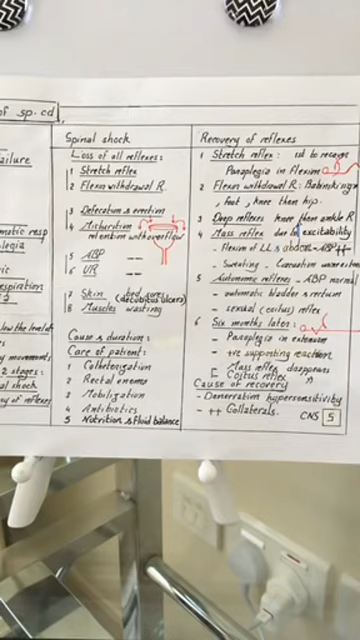 of sp. cd.
ailure
matic resp
legia
ric
espiration
low the level of
y movements
2 stages:
al shock
ry of reflexes
Spinal shock
Loss of all reflexes:
1 Stretch reflex
2 Flexor withdrawal R.
3 Defecation & erection
4 Micturition
retention with overflow
5 ABP —
6 VR —
7 Skin bed sores
(decubitus ulcers)
8 Muscles wasting
Cause & duration:
Care of patient:
1 Catheterization
2 Rectal enema
3 Mobilization
4 Antibiotics
5 Nutrition & fluid balance
Recovery of reflexes
1 Stretch reflex: 1st to recover
Paraplegia in flexion
2 Flexor withdrawal R: Babinski sign
, foot, knee then hip.
3 Deep reflexes knee then ankle R
4 Mass reflex due to excitability
- flexion of LL & abdom - ABP ++
- Sweating -
5 Autonomic reflexes - ABP normal
- automatic bladder & rectum
- sexual (coitus) reflex
6 Six months later:
- Paraplegia in extension
- +ve supporting reaction
- Mass reflex disappears
- Coitus reflex "
Cause of recovery
- Denervation hypersensitivity
- ++ Collaterals.
CNS 5